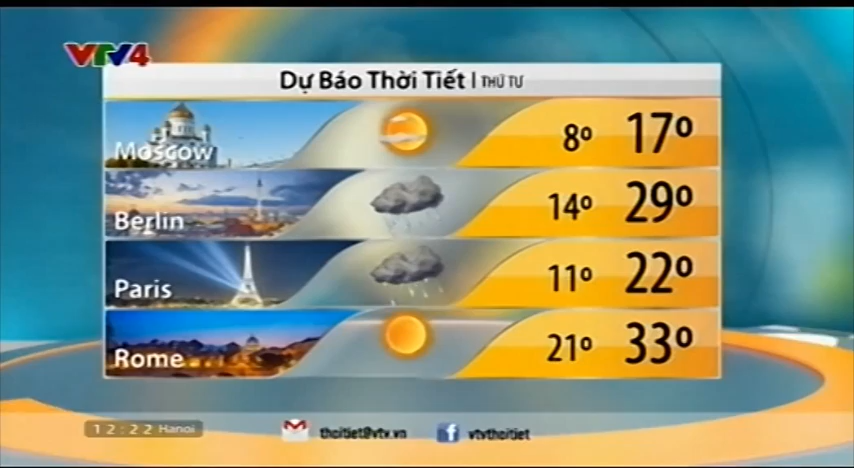 VTV4
Dự Báo Thời Tiết | THỨ TƯ
Moscow 8º 17º
Berlin 14º 29º
Paris 11º 22º
Rome 21º 33º
12:22 Hanoi thoitiet@vtv.vn vtvthoitiet